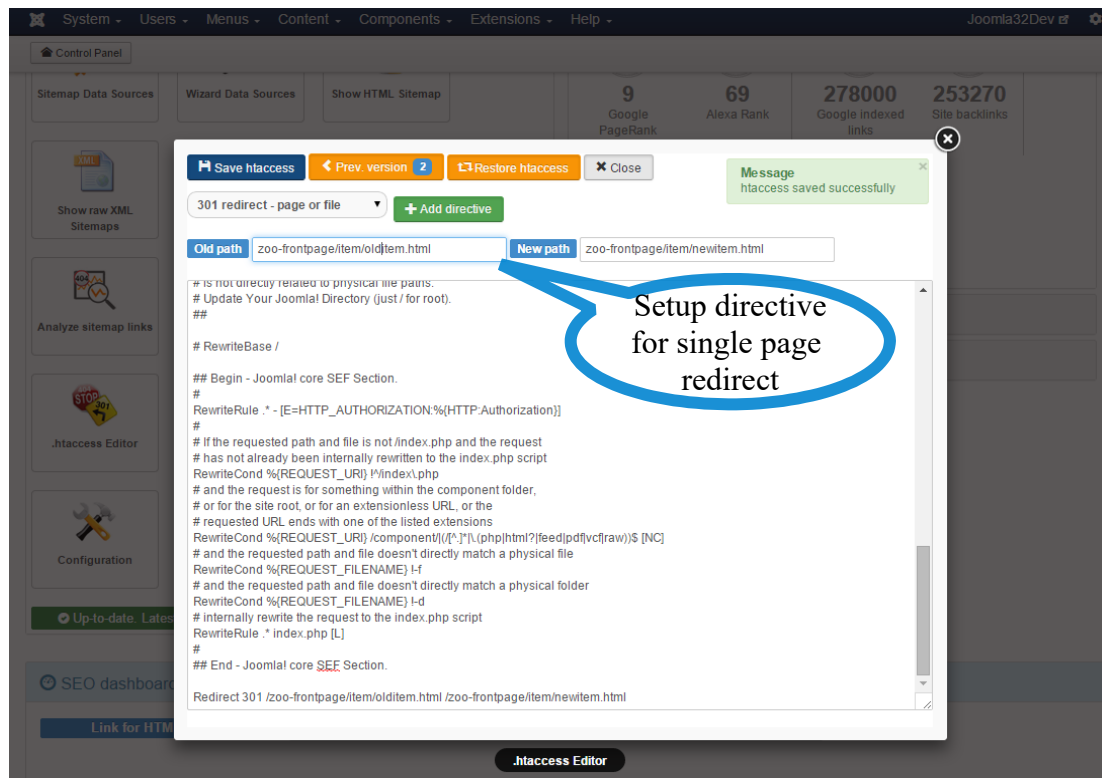 System Users Menus Content Components Extensions Help Joomla32Dev
Control Panel
Sitemap Data Sources Wizard Data Sources Show HTML Sitemap
9 69 278000 253270
Google PageRank Alexa Rank Google indexed links Site backlinks
XML
Show raw XML
Sitemaps
404
Analyze sitemap links
STOP
301
.htaccess Editor
Configuration
Up-to-date. Lates
SEO dashboard
Link for HTM
Save htaccess Prev. version 2 Restore htaccess Close
Message
htaccess saved successfully
×
301 redirect - page or file Add directive
Old path zoo-frontpage/item/olditem.html New path zoo-frontpage/item/newitem.html
Setup directive
for single page
redirect
# is not directly related to physical file paths.
# Update Your Joomla! Directory (just / for root).
##
# RewriteBase /
## Begin - Joomla! core SEF Section.
#
RewriteRule .* - [E=HTTP_AUTHORIZATION:%{HTTP:Authorization}]
#
# If the requested path and file is not /index.php and the request
# has not already been internally rewritten to the index.php script
RewriteCond %{REQUEST_URI} !^/index\.php
# and the request is for something within the component folder,
# or for the site root, or for an extensionless URL, or the
# requested URL ends with one of the listed extensions
RewriteCond %{REQUEST_URI} /component/|(/[^.]*|\.(php|html?|feed|pdf|vcf|raw))$ [NC]
# and the requested path and file doesn't directly match a physical file
RewriteCond %{REQUEST_FILENAME} !-f
# and the requested path and file doesn't directly match a physical folder
RewriteCond %{REQUEST_FILENAME} !-d
# internally rewrite the request to the index.php script
RewriteRule .* index.php [L]
#
## End - Joomla! core SEF Section.
Redirect 301 /zoo-frontpage/item/olditem.html /zoo-frontpage/item/newitem.html
.htaccess Editor